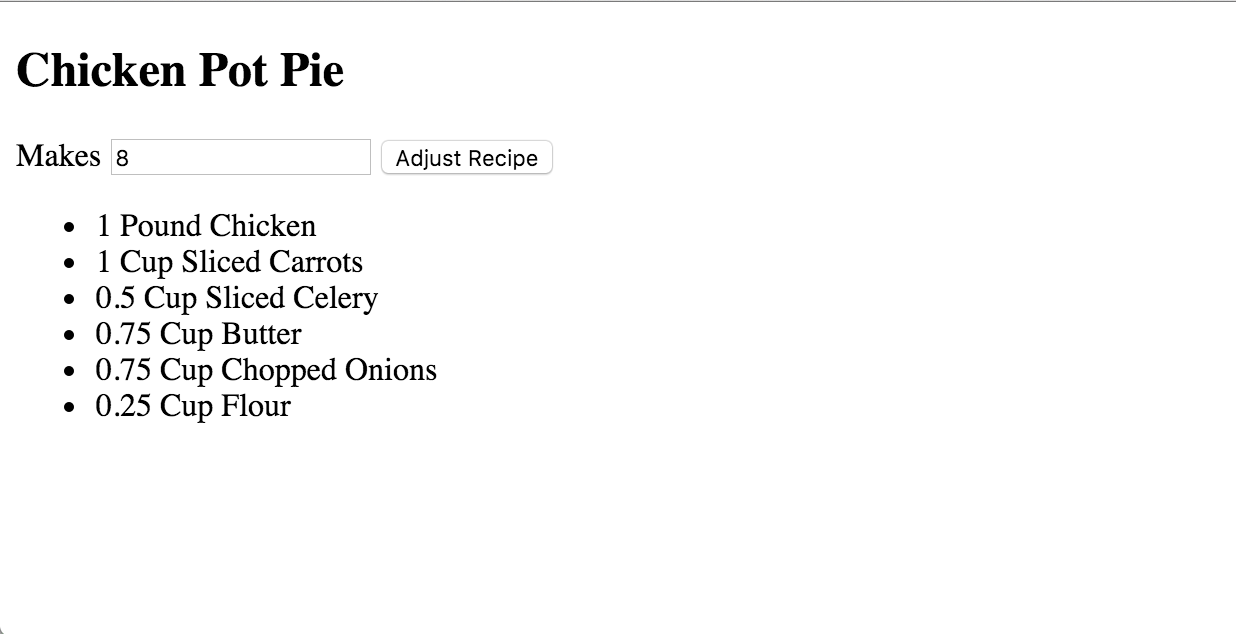 Chicken Pot Pie
Makes 8 Adjust Recipe
• 1 Pound Chicken
• 1 Cup Sliced Carrots
• 0.5 Cup Sliced Celery
• 0.75 Cup Butter
• 0.75 Cup Chopped Onions
• 0.25 Cup Flour